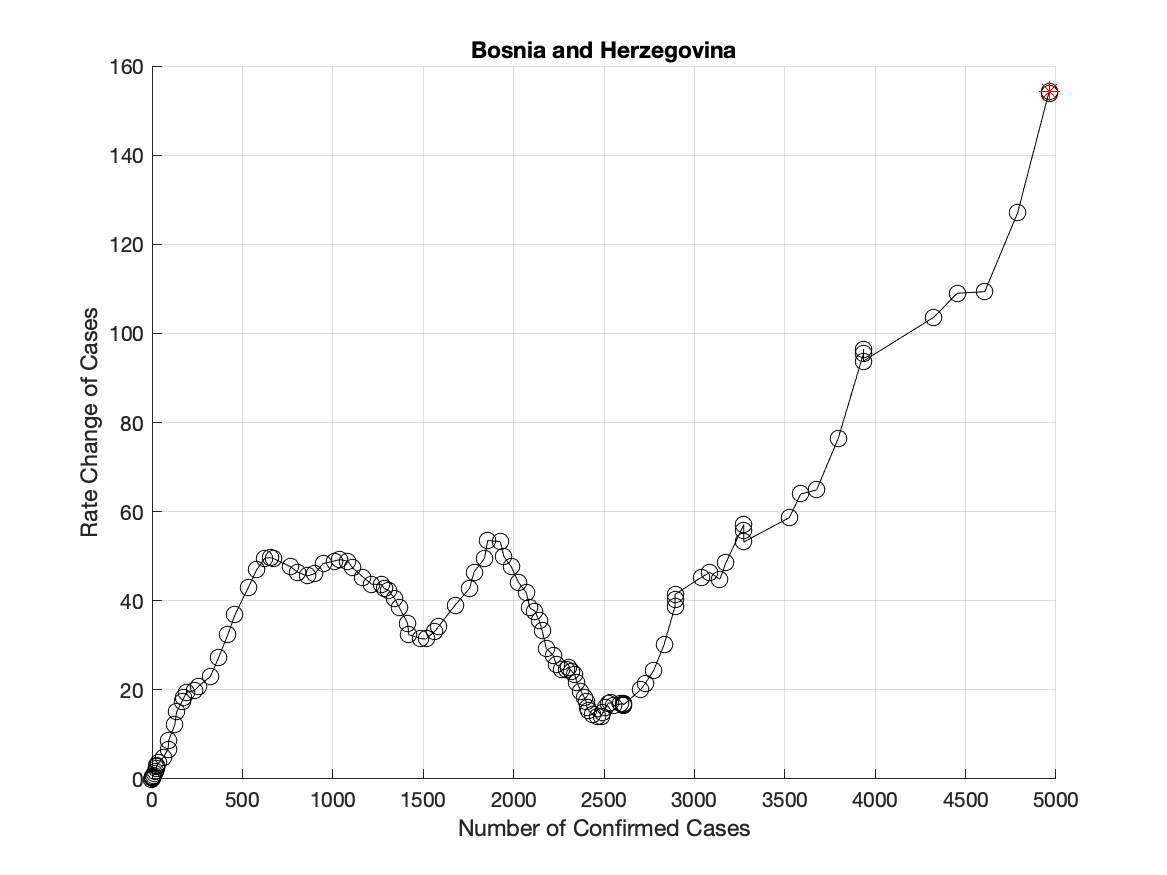 Bosnia and Herzegovina
160
140
120
100
80
60
40
20
0
Rate Change of Cases
0 500 1000 1500 2000 2500 3000 3500 4000 4500 5000
Number of Confirmed Cases